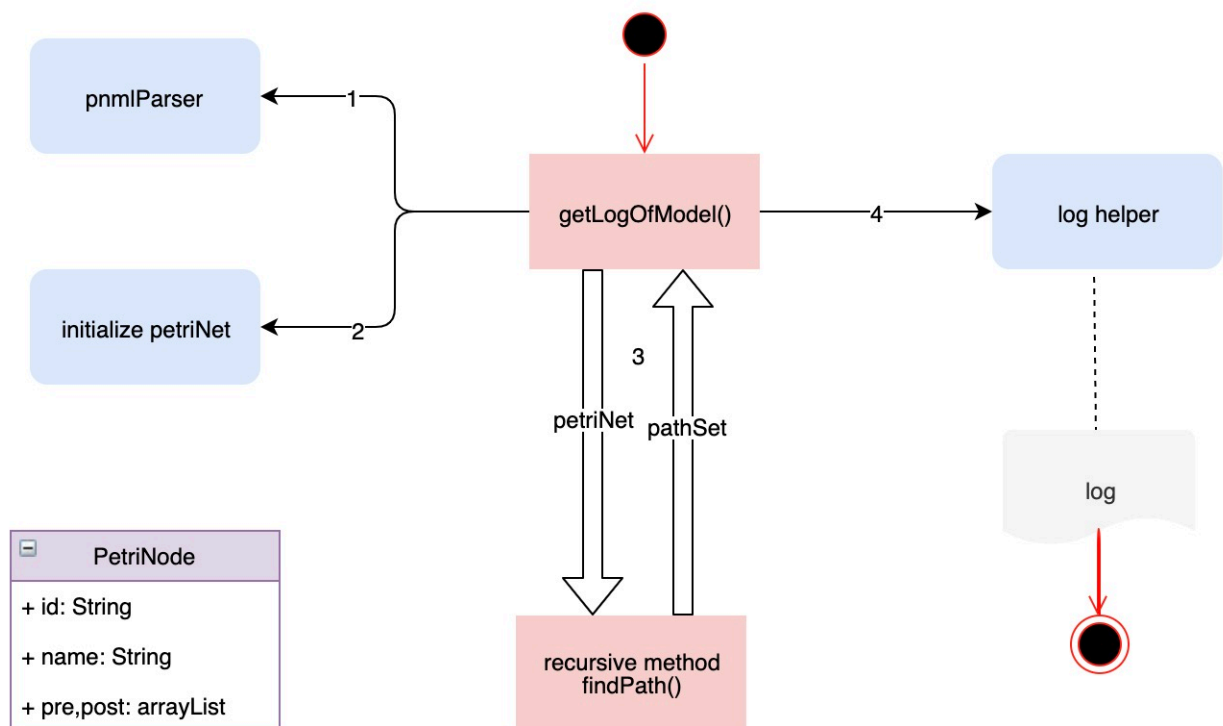 pnmlParser
1
getLogOfModel()
4
log helper
initialize petriNet
2
3
petriNet
pathSet
log
PetriNode
+ id: String
+ name: String
+ pre,post: arrayList
recursive method
findPath()